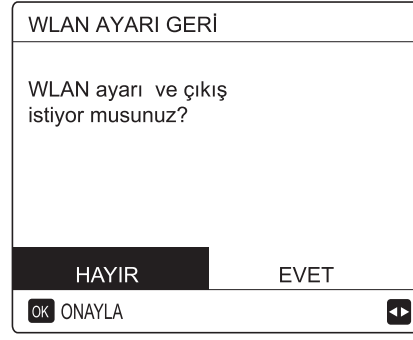 WLAN AYARI GERİ
WLAN ayarı ve çıkış
istiyor musunuz?
HAYIR EVET
OK ONAYLA